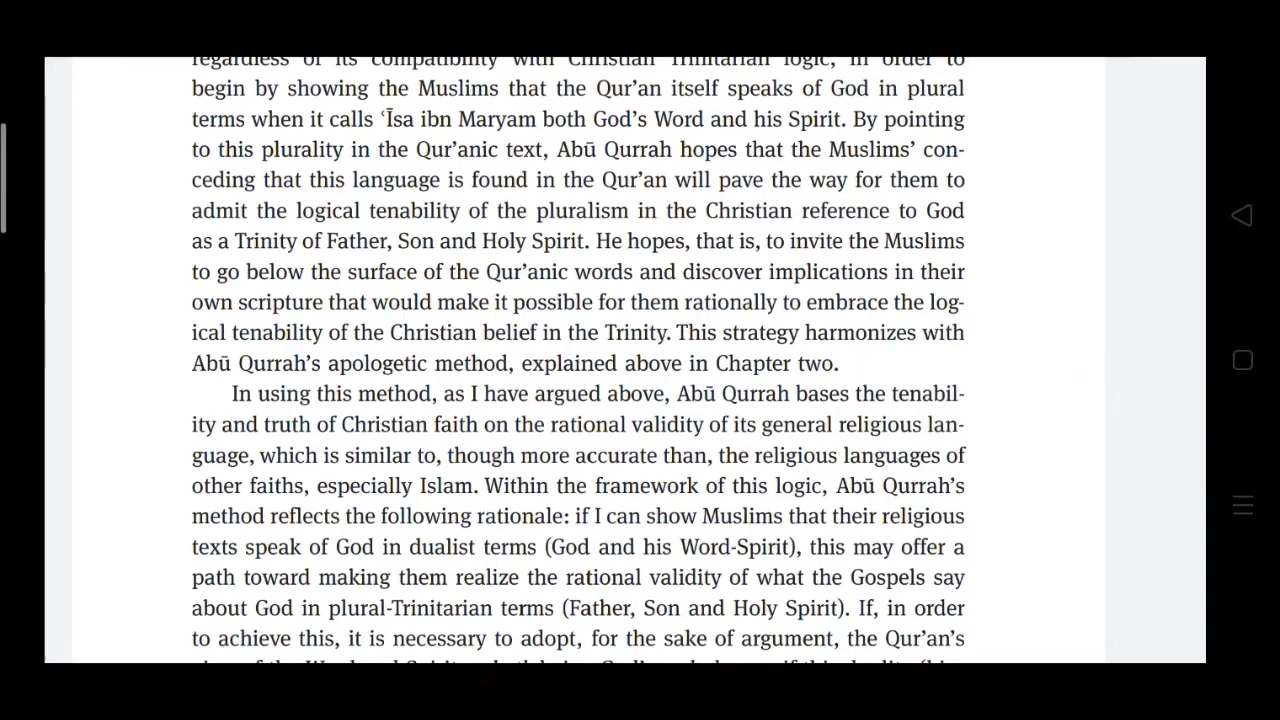 regardless of its compatibility with Christian Trinitarian logic, in order to
begin by showing the Muslims that the Qur’an itself speaks of God in plural
terms when it calls ʿĪsa ibn Maryam both God’s Word and his Spirit. By pointing
to this plurality in the Qur’anic text, Abū Qurrah hopes that the Muslims’ con-
ceding that this language is found in the Qur’an will pave the way for them to
admit the logical tenability of the pluralism in the Christian reference to God
as a Trinity of Father, Son and Holy Spirit. He hopes, that is, to invite the Muslims
to go below the surface of the Qur’anic words and discover implications in their
own scripture that would make it possible for them rationally to embrace the log-
ical tenability of the Christian belief in the Trinity. This strategy harmonizes with
Abū Qurrah’s apologetic method, explained above in Chapter two.
In using this method, as I have argued above, Abū Qurrah bases the tenabil-
ity and truth of Christian faith on the rational validity of its general religious lan-
guage, which is similar to, though more accurate than, the religious languages of
other faiths, especially Islam. Within the framework of this logic, Abū Qurrah’s
method reflects the following rationale: if I can show Muslims that their religious
texts speak of God in dualist terms (God and his Word-Spirit), this may offer a
path toward making them realize the rational validity of what the Gospels say
about God in plural-Trinitarian terms (Father, Son and Holy Spirit). If, in order
to achieve this, it is necessary to adopt, for the sake of argument, the Qur’an’s